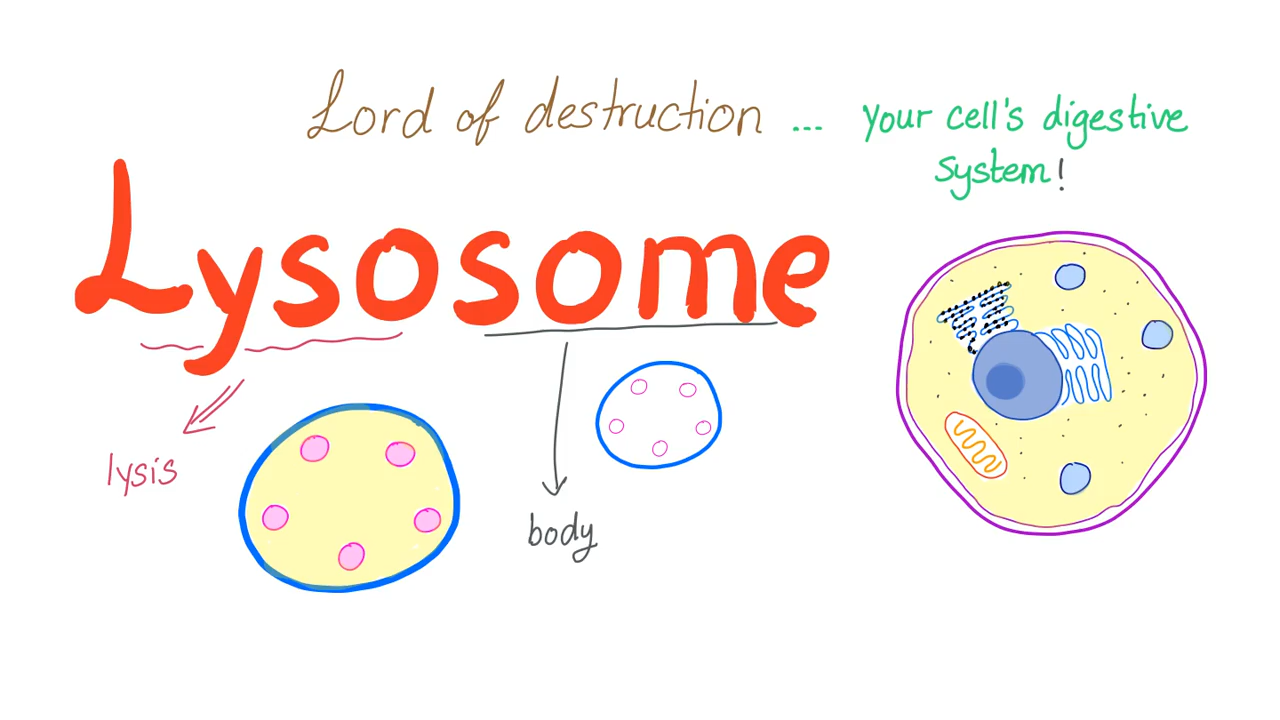 Lord of destruction ... your cell's digestive
system!
Lysosome
lysis
body